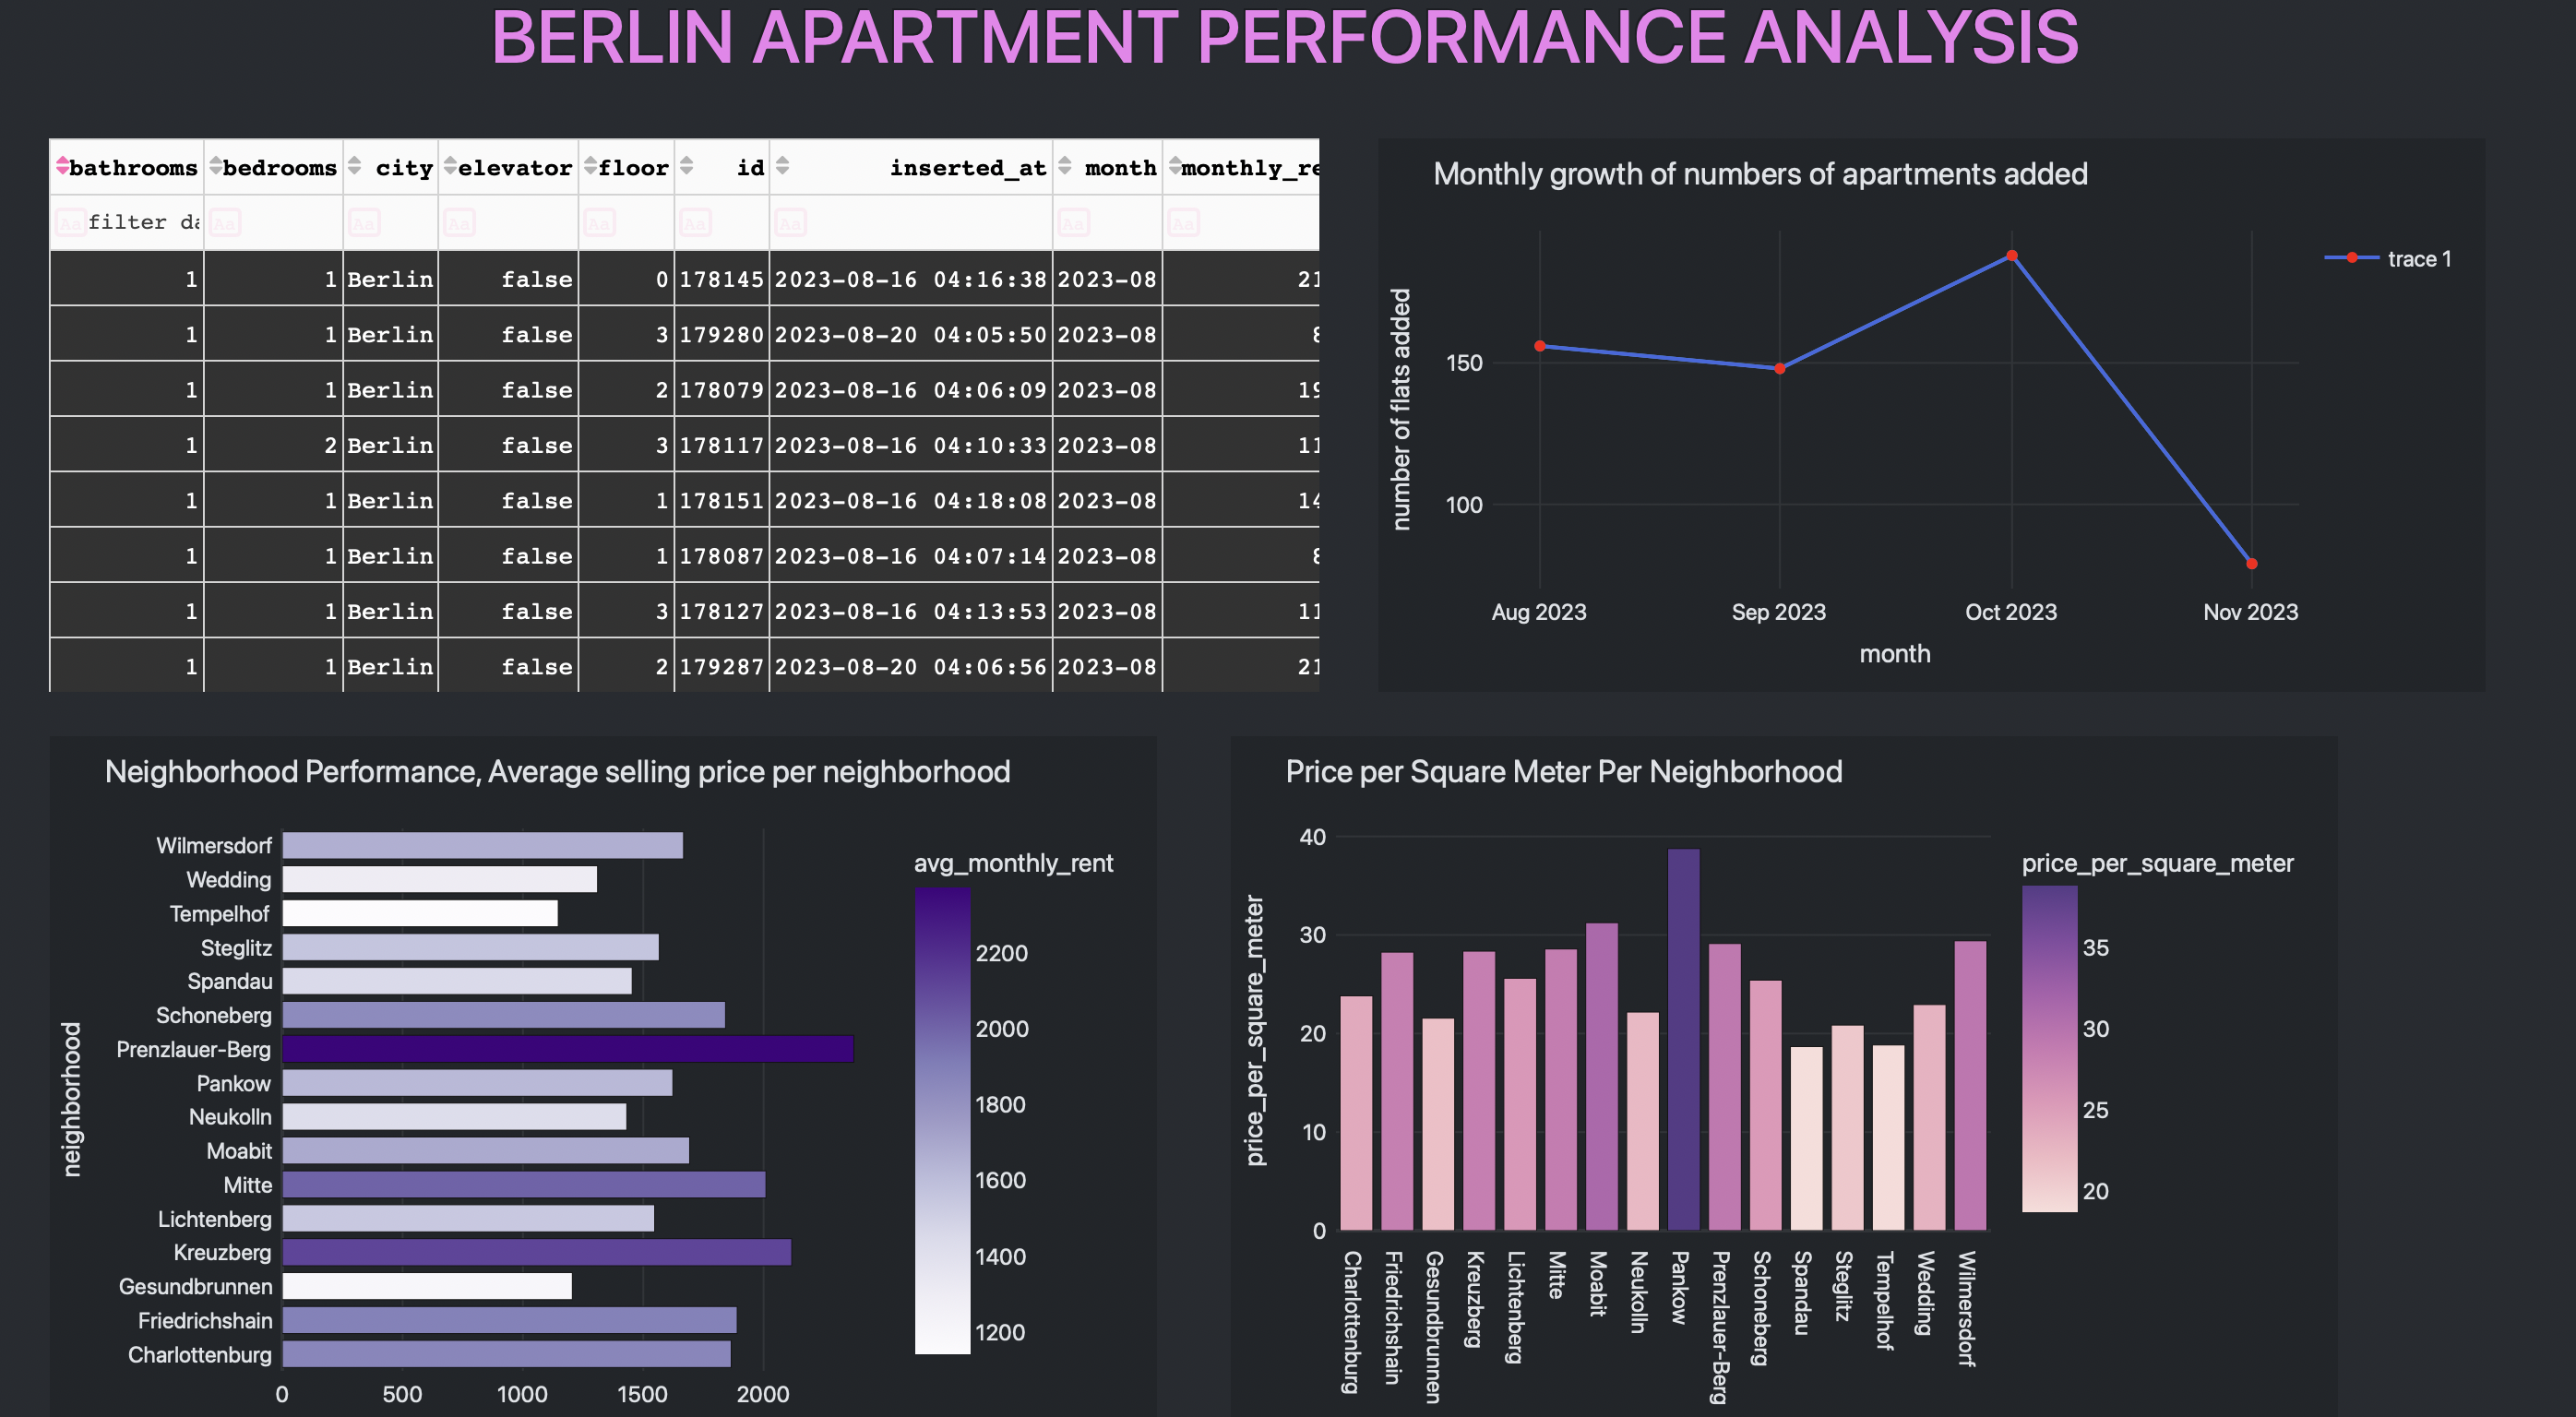 BERLIN APARTMENT PERFORMANCE ANALYSIS
bathrooms bedrooms city elevator floor id inserted_at month monthly_re
Aa filter da Aa Aa Aa Aa Aa Aa Aa Aa
1 1 Berlin false 0 178145 2023-08-16 04:16:38 2023-08 21
1 1 Berlin false 3 179280 2023-08-20 04:05:50 2023-08 8
1 1 Berlin false 2 178079 2023-08-16 04:06:09 2023-08 19
1 2 Berlin false 3 178117 2023-08-16 04:10:33 2023-08 11
1 1 Berlin false 1 178151 2023-08-16 04:18:08 2023-08 14
1 1 Berlin false 1 178087 2023-08-16 04:07:14 2023-08 8
1 1 Berlin false 3 178127 2023-08-16 04:13:53 2023-08 11
1 1 Berlin false 2 179287 2023-08-20 04:06:56 2023-08 21
Monthly growth of numbers of apartments added
trace 1
number of flats added
150
100
Aug 2023 Sep 2023 Oct 2023 Nov 2023
month
Neighborhood Performance, Average selling price per neighborhood
neighborhood
Wilmersdorf
Wedding
Tempelhof
Steglitz
Spandau
Schoneberg
Prenzlauer-Berg
Pankow
Neukolln
Moabit
Mitte
Lichtenberg
Kreuzberg
Gesundbrunnen
Friedrichshain
Charlottenburg
0 500 1000 1500 2000
avg_monthly_rent
2200
2000
1800
1600
1400
1200
Price per Square Meter Per Neighborhood
price_per_square_meter
40
30
20
10
0
Charlottenburg
Friedrichshain
Gesundbrunnen
Kreuzberg
Lichtenberg
Mitte
Moabit
Neukolln
Pankow
Prenzlauer-Berg
Schoneberg
Spandau
Steglitz
Tempelhof
Wedding
Wilmersdorf
price_per_square_meter
35
30
25
20